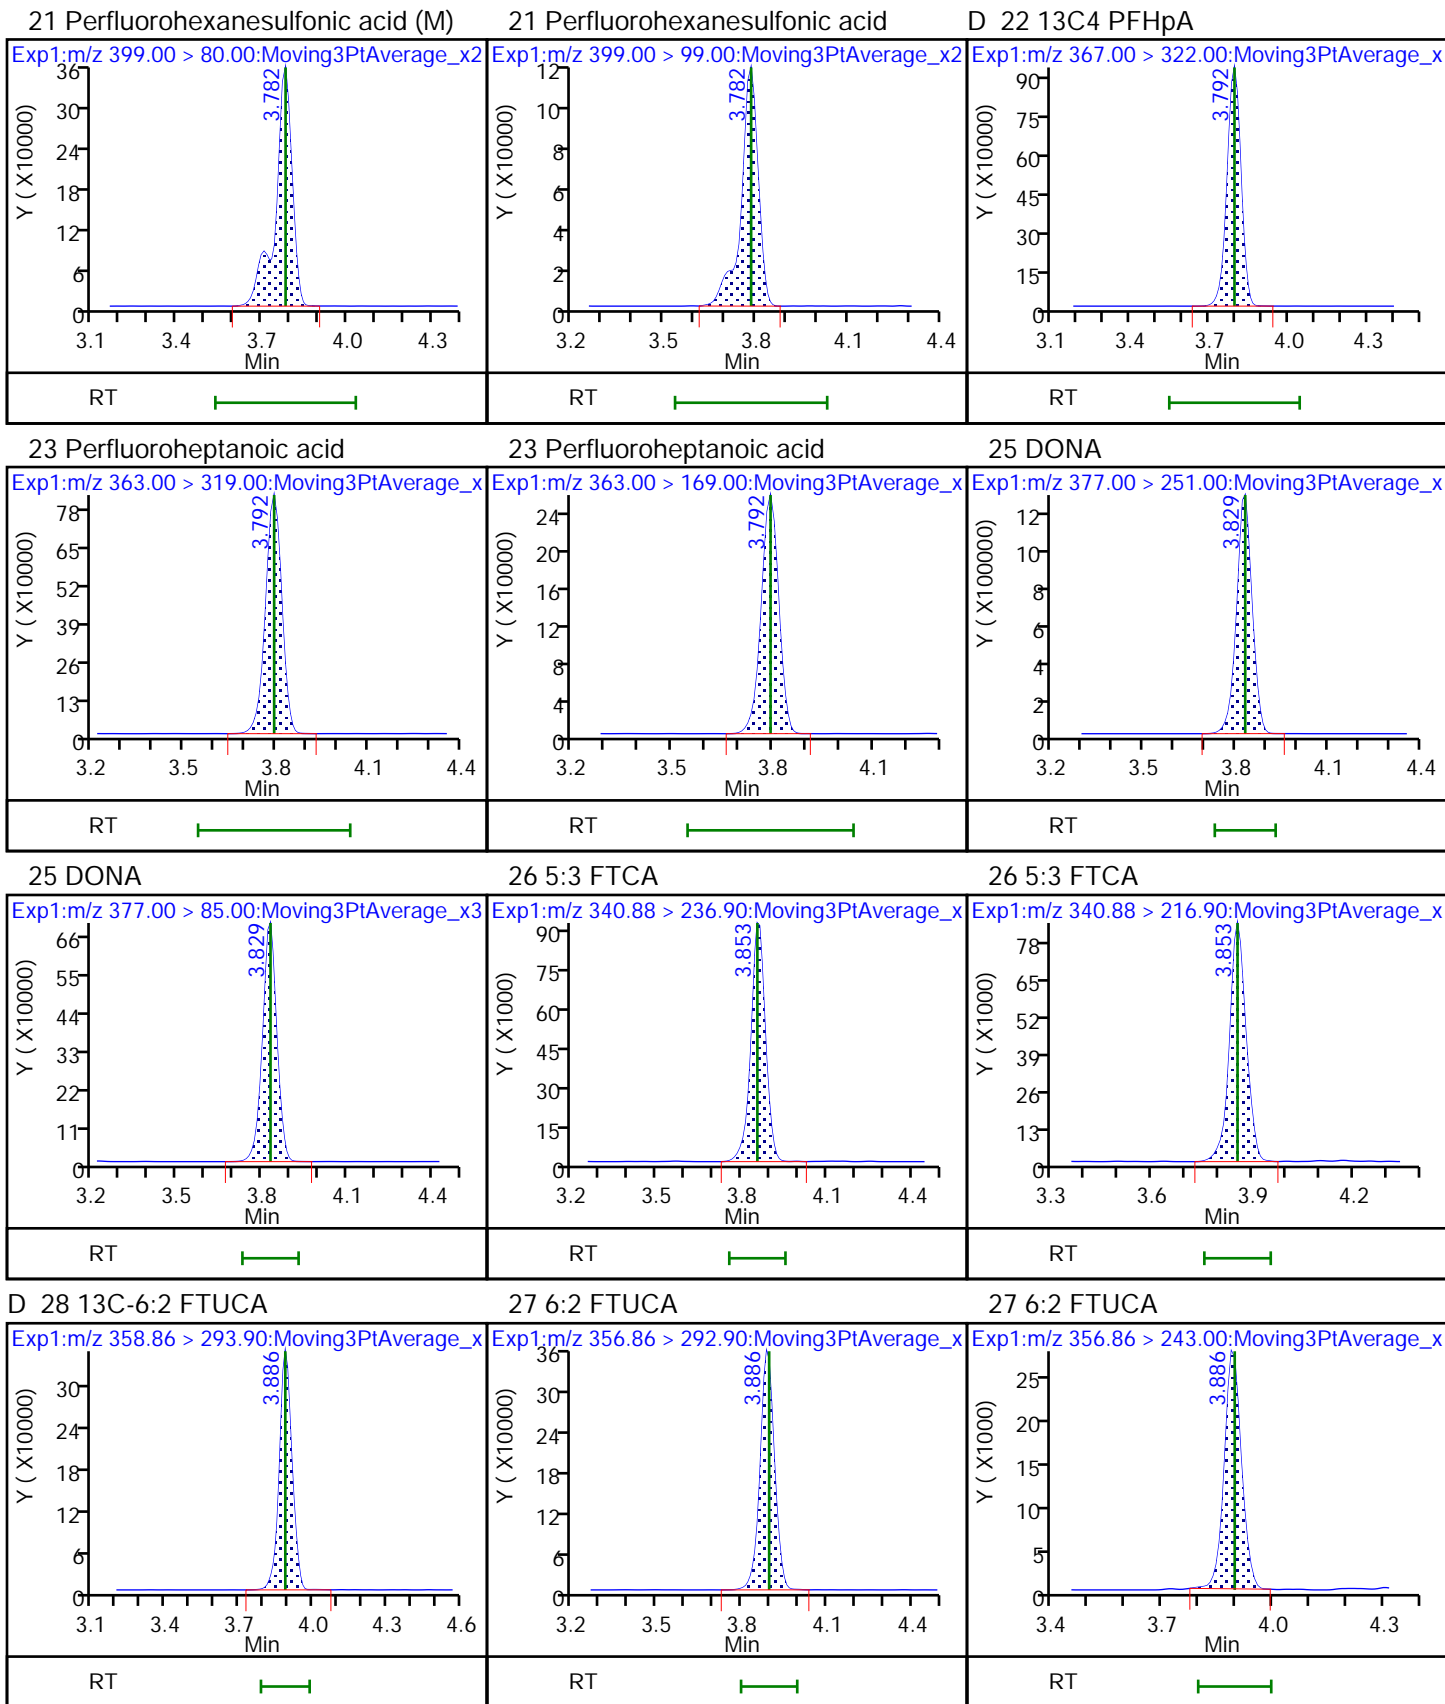 21 Perfluorohexanesulfonic acid (M)
Exp1:m/z 399.00 > 80.00:Moving3PtAverage_x2
Y ( X10000)
36
30
24
18
12
6
0
3.782
3.1 3.4 3.7 4.0 4.3
Min
RT
21 Perfluorohexanesulfonic acid
Exp1:m/z 399.00 > 99.00:Moving3PtAverage_x2
Y ( X10000)
12
10
8
6
4
2
0
3.782
3.2 3.5 3.8 4.1 4.4
Min
RT
D 22 13C4 PFHpA
Exp1:m/z 367.00 > 322.00:Moving3PtAverage_x
Y ( X10000)
90
75
60
45
30
15
0
3.792
3.1 3.4 3.7 4.0 4.3
Min
RT
23 Perfluoroheptanoic acid
Exp1:m/z 363.00 > 319.00:Moving3PtAverage_x
Y ( X10000)
78
65
52
39
26
13
0
3.792
3.2 3.5 3.8 4.1 4.4
Min
RT
23 Perfluoroheptanoic acid
Exp1:m/z 363.00 > 169.00:Moving3PtAverage_x
Y ( X10000)
24
20
16
12
8
4
0
3.792
3.2 3.5 3.8 4.1
Min
RT
25 DONA
Exp1:m/z 377.00 > 251.00:Moving3PtAverage_x
Y ( X100000)
12
10
8
6
4
2
0
3.829
3.2 3.5 3.8 4.1 4.4
Min
RT
25 DONA
Exp1:m/z 377.00 > 85.00:Moving3PtAverage_x3
Y ( X10000)
66
55
44
33
22
11
0
3.829
3.2 3.5 3.8 4.1 4.4
Min
RT
26 5:3 FTCA
Exp1:m/z 340.88 > 236.90:Moving3PtAverage_x
Y ( X1000)
90
75
60
45
30
15
0
3.853
3.2 3.5 3.8 4.1 4.4
Min
RT
26 5:3 FTCA
Exp1:m/z 340.88 > 216.90:Moving3PtAverage_x
Y ( X1000)
78
65
52
39
26
13
0
3.853
3.3 3.6 3.9 4.2
Min
RT
D 28 13C-6:2 FTUCA
Exp1:m/z 358.86 > 293.90:Moving3PtAverage_x
Y ( X10000)
30
24
18
12
6
0
3.886
3.1 3.4 3.7 4.0 4.3 4.6
Min
RT
27 6:2 FTUCA
Exp1:m/z 356.86 > 292.90:Moving3PtAverage_x
Y ( X10000)
36
30
24
18
12
6
0
3.886
3.2 3.5 3.8 4.1 4.4
Min
RT
27 6:2 FTUCA
Exp1:m/z 356.86 > 243.00:Moving3PtAverage_x
Y ( X1000)
25
20
15
10
5
0
3.886
3.4 3.7 4.0 4.3
Min
RT